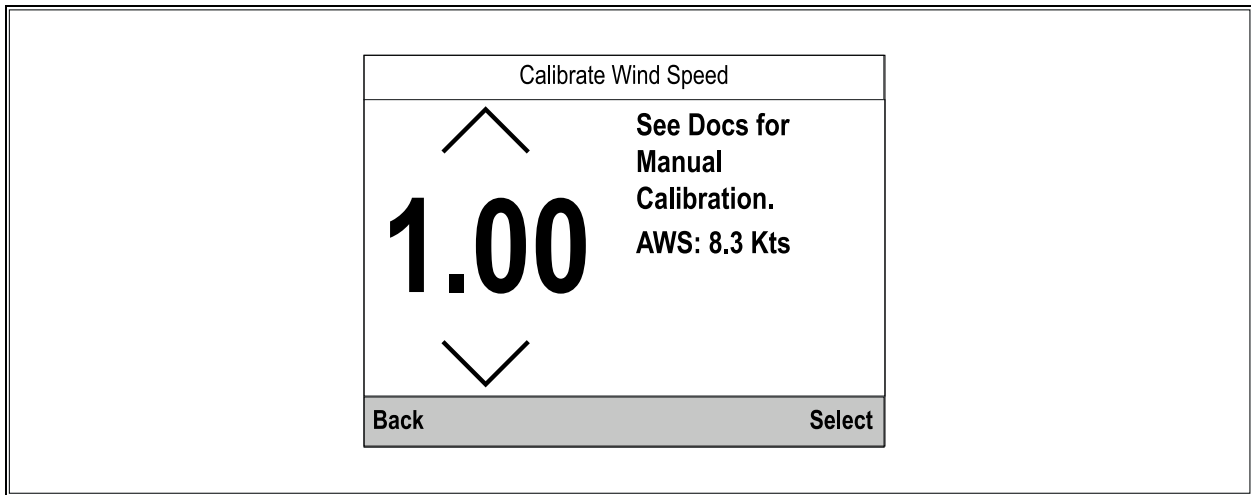 Calibrate Wind Speed
1.00
See Docs for
Manual
Calibration.
AWS: 8.3 Kts
Back
Select